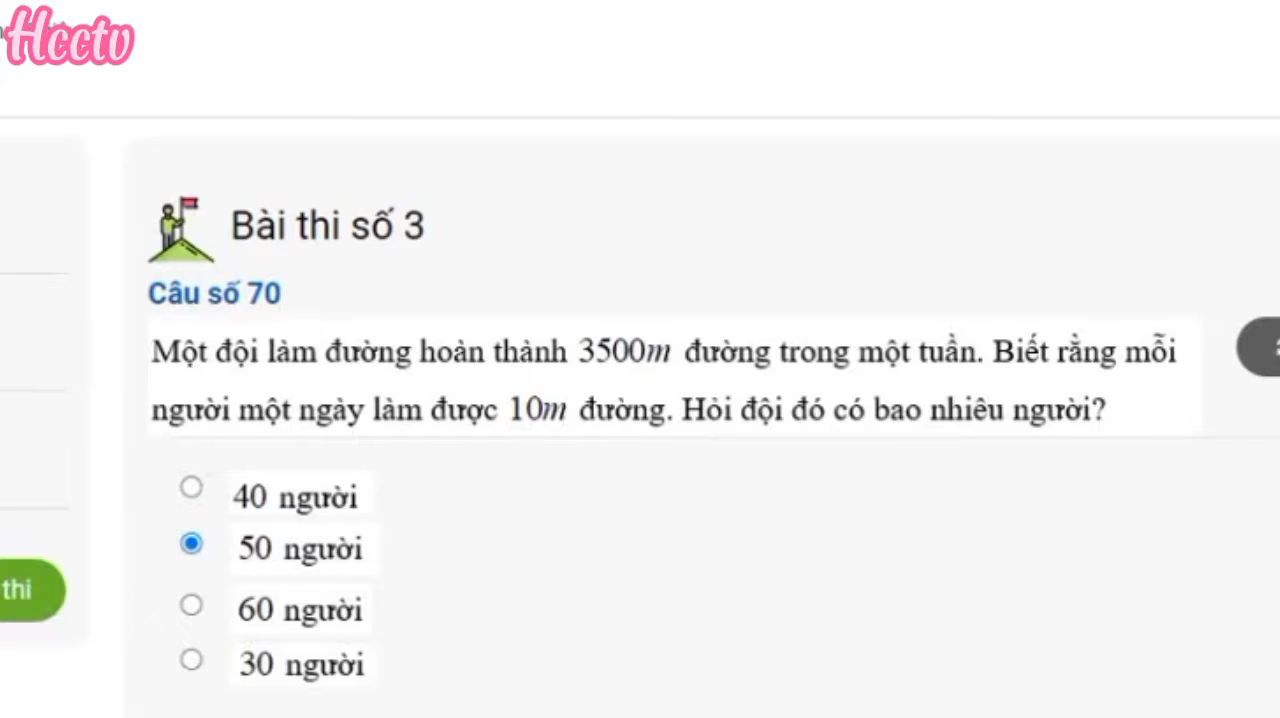 Hcctv
Bài thi số 3
Câu số 70
Một đội làm đường hoàn thành 3500m đường trong một tuần. Biết rằng mỗi
người một ngày làm được 10m đường. Hỏi đội đó có bao nhiêu người?
40 người
50 người
60 người
thi
30 người